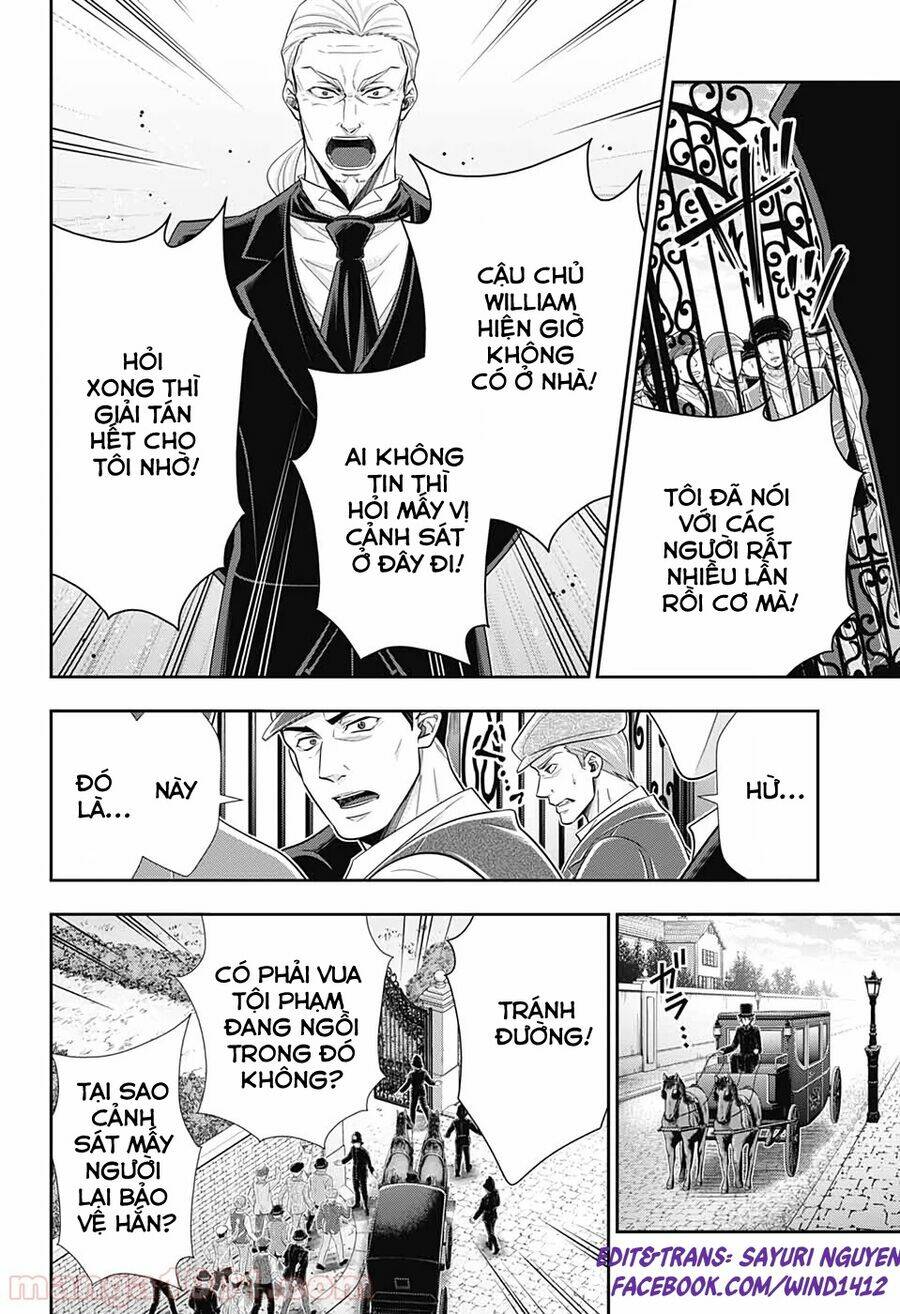 TÔI ĐÃ NÓI
VỚI CÁC
NGƯỜI RẤT
NHIỀU LẦN
RỒI CƠ MÀ!
CẬU CHỦ
WILLIAM
HIỆN GIỜ
KHÔNG
CÓ Ở NHÀ!
AI KHÔNG
TIN THÌ
HỎI MẤY VỊ
CẢNH SÁT
Ở ĐÂY ĐI!
HỎI
XONG THÌ
GIẢI TÁN
HẾT CHO
TÔI NHỜ!
HỪ...
NÀY
ĐÓ
LÀ...
ガラ
TRÁNH
ĐƯỜNG!
CÓ PHẢI VUA
TỘI PHẠM
ĐANG NGỒI
TRONG ĐÓ
KHÔNG?
TẠI SAO
CẢNH
SÁT MẤY
NGƯỜI
LẠI BẢO
VỆ HẮN?
EDIT&TRANS: SAYURI NGUYEN
FACEBOOK.COM/WIND1412